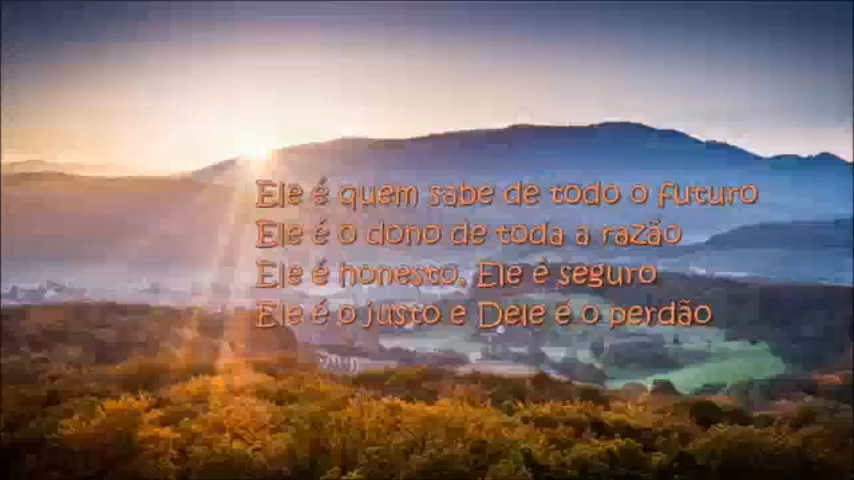 Ele é quem sabe de todo o futuro
Ele é o dono de toda a razão
Ele é honesto, Ele é seguro
Ele é o justo e Dele é o perdão